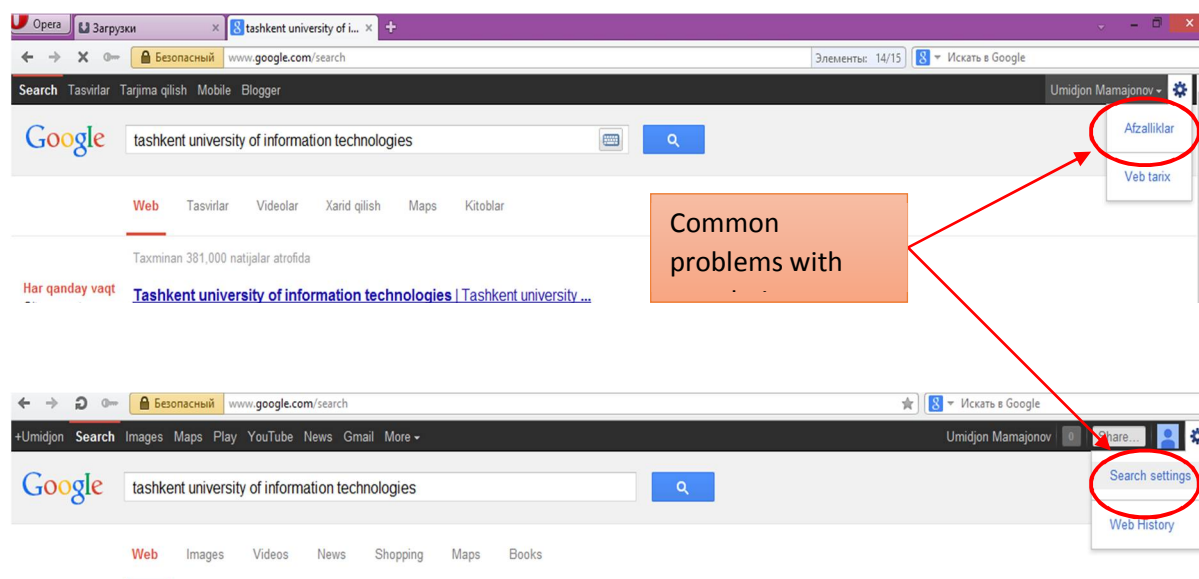 Opera
Загрузки
tashkent university of i...
Безопасный www.google.com/search
Элементы: 14/15
Искать в Google
Search Tasvirlar Tarjima qilish Mobile Blogger
Umidjon Mamajonov
Afzalliklar
Veb tarix
Google
tashkent university of information technologies
Web Tasvirlar Videolar Xarid qilish Maps Kitoblar
Taxminan 381,000 natijalar atrofida
Har qanday vaqt
Tashkent university of information technologies | Tashkent university ...
Common
problems with
Безопасный www.google.com/search
Искать в Google
+Umidjon Search Images Maps Play YouTube News Gmail More
Umidjon Mamajonov 0 Share...
Search settings
Web History
Google
tashkent university of information technologies
Web Images Videos News Shopping Maps Books